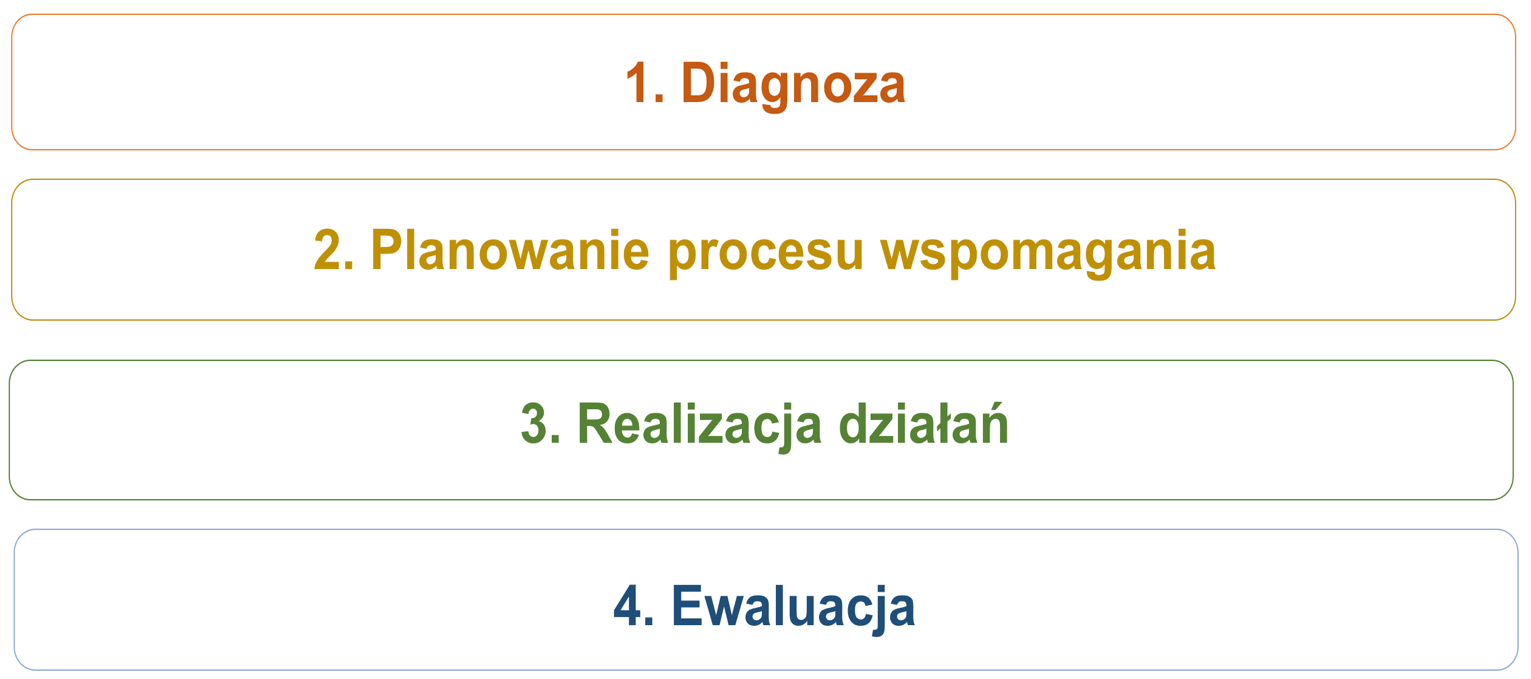 1. Diagnoza
2. Planowanie procesu wspomagania
3. Realizacja działań
4. Ewaluacja